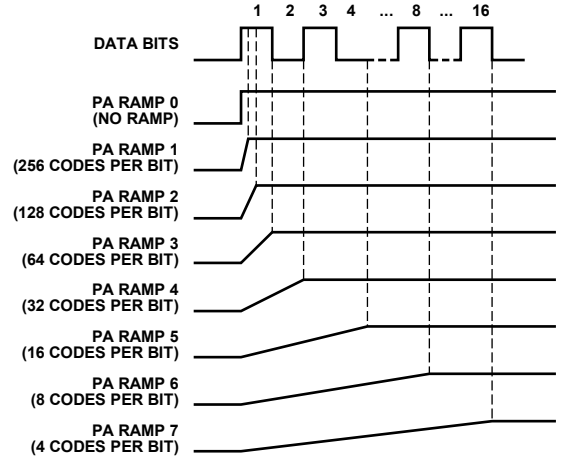 1 2 3 4 ... 8 ... 16
DATA BITS
PA RAMP 0
(NO RAMP)
PA RAMP 1
(256 CODES PER BIT)
PA RAMP 2
(128 CODES PER BIT)
PA RAMP 3
(64 CODES PER BIT)
PA RAMP 4
(32 CODES PER BIT)
PA RAMP 5
(16 CODES PER BIT)
PA RAMP 6
(8 CODES PER BIT)
PA RAMP 7
(4 CODES PER BIT)